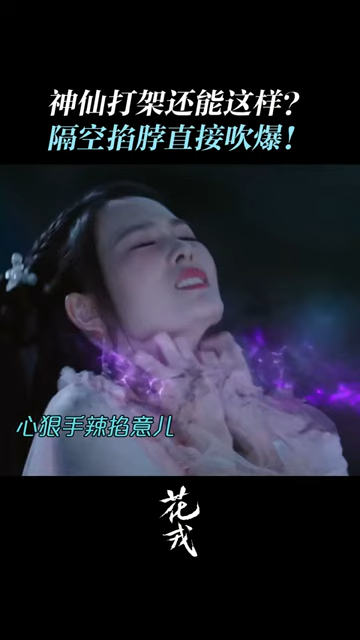 神仙打架还能这样？
隔空掐脖直接吹爆！
心狠手辣掐意儿
花戎